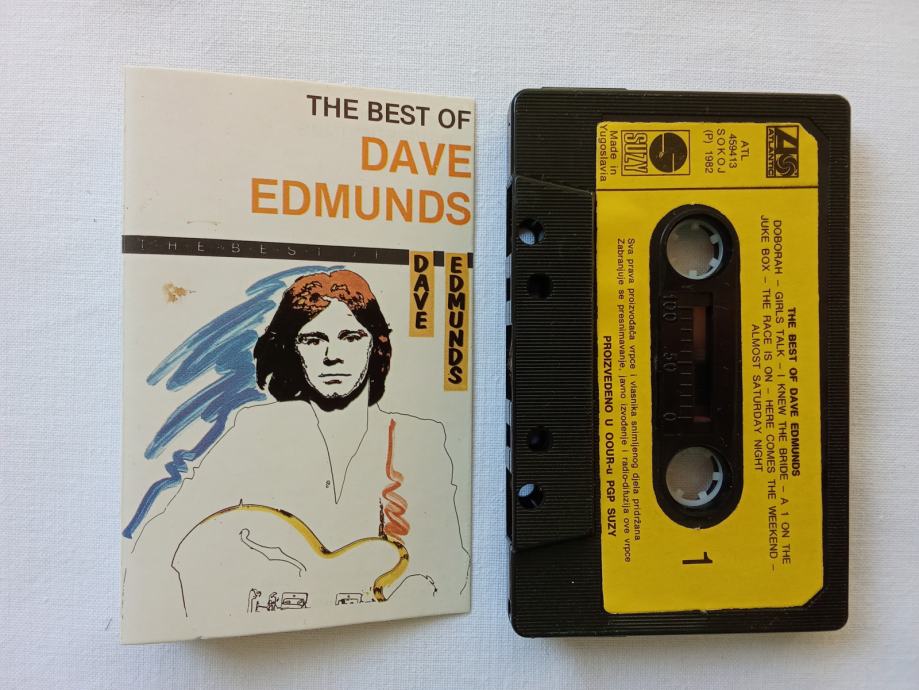 THE BEST OF
DAVE
EDMUNDS
THE BEST OF
DAVE
EDMUNDS
ATLANTIC
ATL
459413
SOKOJ
(P) 1982
SUZY
Made in
Yugoslavia
THE BEST OF DAVE EDMUNDS
DOBORAH – GIRLS TALK – I KNEW THE BRIDE – A 1 ON THE
JUKE BOX – THE RACE IS ON – HERE COMES THE WEEKEND –
ALMOST SATURDAY NIGHT
100 50 0
1
Sva prava proizvođača vrpce i vlasnika snimljenog djela pridržana
Zabranjuje se presnimavanje, javno izvođenje i radio-difuzija ove vrpce
PROIZVEDENO U OOUR-u PGP SUZY